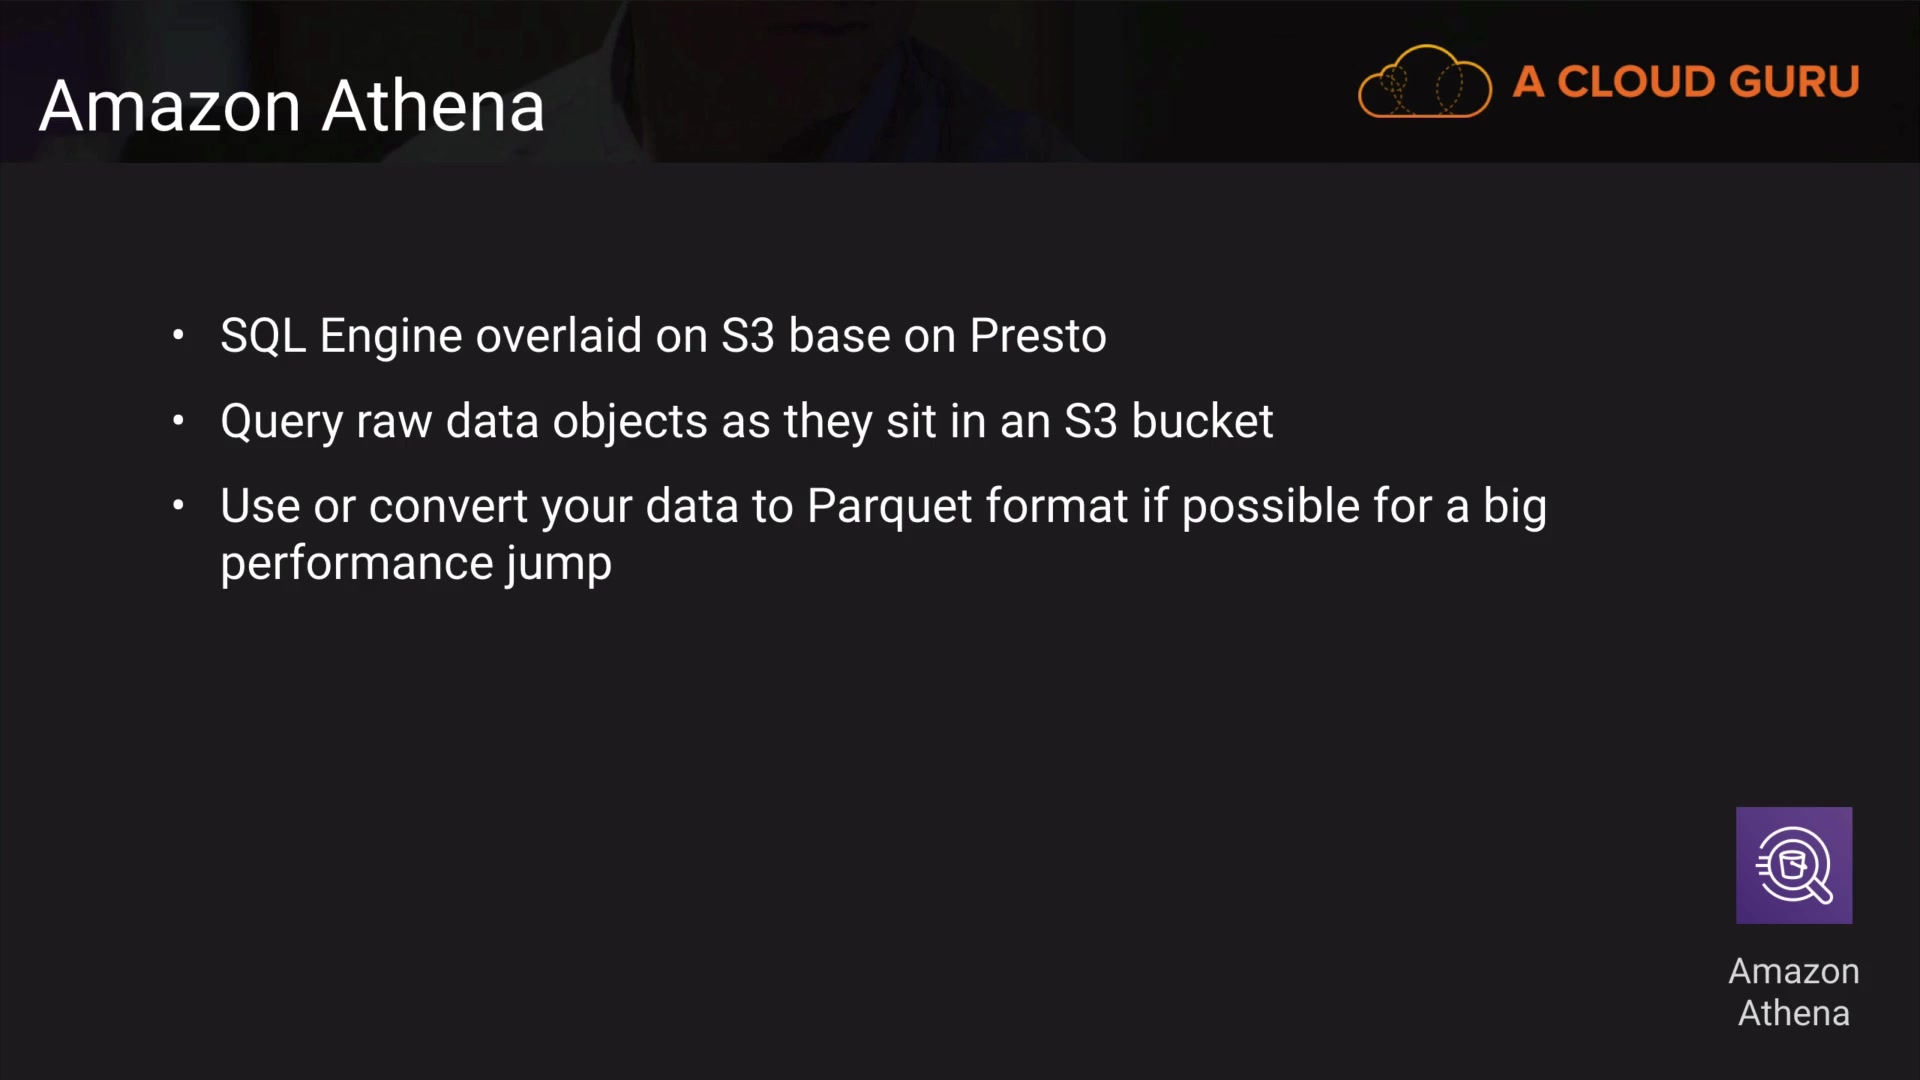 Amazon Athena
A CLOUD GURU
• SQL Engine overlaid on S3 base on Presto
• Query raw data objects as they sit in an S3 bucket
• Use or convert your data to Parquet format if possible for a big
performance jump
Amazon
Athena